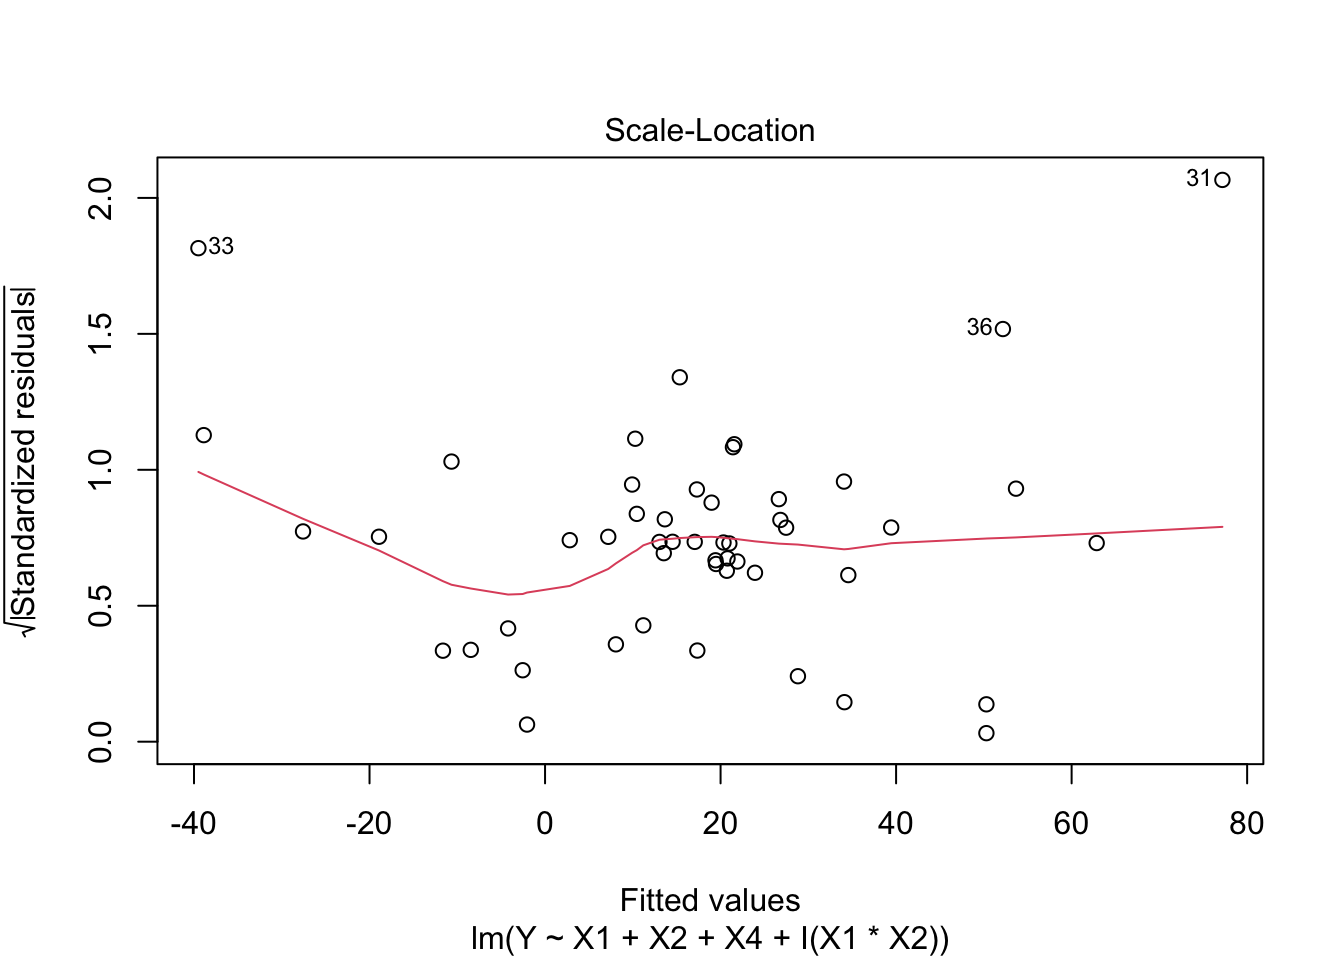 Scale-Location
√|Standardized residuals|
2.0
1.5
1.0
0.5
0.0
33
31
36
-40 -20 0 20 40 60 80
Fitted values
lm(Y ~ X1 + X2 + X4 + I(X1 * X2))